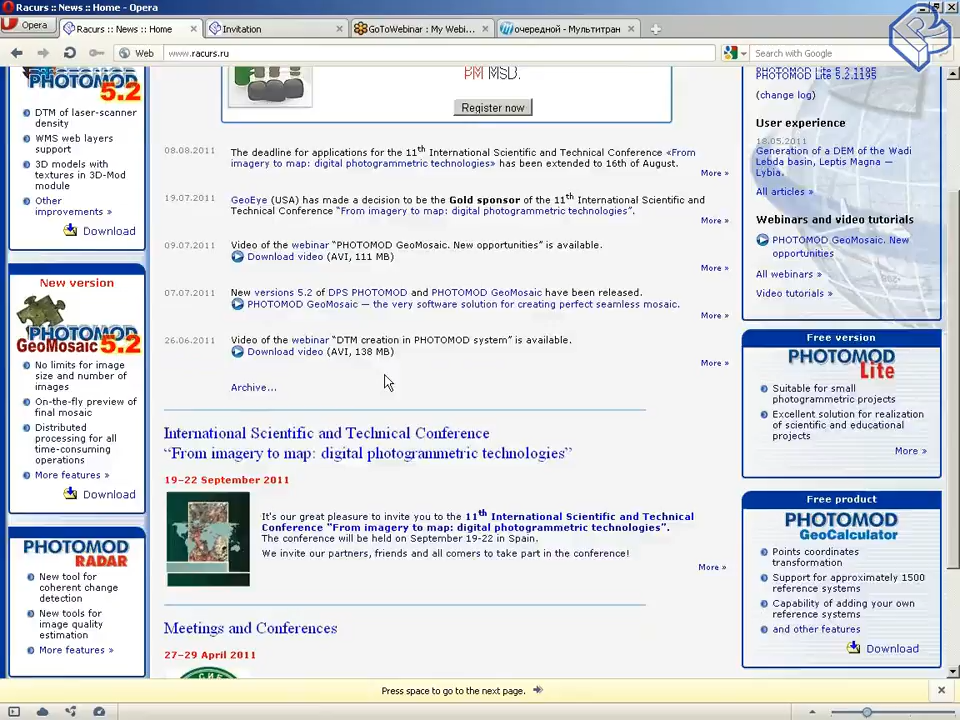 Racurs :: News :: Home - Opera
Opera
Racurs :: News :: Home
Invitation
GoToWebinar : My Webi...
очередной - Мультитран
Web
www.racurs.ru
Search with Google
PHOTOMOD
5.2
DTM of laser-scanner
density
WMS web layers
support
3D models with
textures in 3D-Mod
module
Other
improvements »
Download
New version
PHOTOMOD
GeoMosaic 5.2
No limits for image
size and number of
images
On-the-fly preview of
final mosaic
Distributed
processing for all
time-consuming
operations
More features »
Download
PHOTOMOD
RADAR
New tool for
coherent change
detection
New tools for
image quality
estimation
More features »
PM MSD.
Register now
08.08.2011
The deadline for applications for the 11th International Scientific and Technical Conference «From
imagery to map: digital photogrammetric technologies» has been extended to 16th of August.
More »
19.07.2011
GeoEye (USA) has made a decision to be the Gold sponsor of the 11th International Scientific and
Technical Conference “From imagery to map: digital photogrammetric technologies”.
More »
09.07.2011
Video of the webinar “PHOTOMOD GeoMosaic. New opportunities” is available.
Download video (AVI, 111 MB)
More »
07.07.2011
New versions 5.2 of DPS PHOTOMOD and PHOTOMOD GeoMosaic have been released.
PHOTOMOD GeoMosaic — the very software solution for creating perfect seamless mosaic.
More »
26.06.2011
Video of the webinar “DTM creation in PHOTOMOD system” is available.
Download video (AVI, 138 MB)
More »
Archive...
International Scientific and Technical Conference
“From imagery to map: digital photogrammetric technologies”
19–22 September 2011
It's our great pleasure to invite you to the 11th International Scientific and Technical
Conference “From imagery to map: digital photogrammetric technologies”.
The conference will be held on September 19-22 in Spain.
We invite our partners, friends and all comers to take part in the conference!
More »
Meetings and Conferences
27–29 April 2011
PHOTOMOD Lite 5.2.1195
(change log)
User experience
18.05.2011
Generation of a DEM of the Wadi
Lebda basin, Leptis Magna —
Lybia.
All articles »
Webinars and video tutorials
PHOTOMOD GeoMosaic. New
opportunities
All webinars »
Video tutorials »
Free version
PHOTOMOD
Lite
Suitable for small
photogrammetric projects
Excellent solution for realization
of scientific and educational
projects
More »
Free product
PHOTOMOD
GeoCalculator
Points coordinates
transformation
Support for approximately 1500
reference systems
Capability of adding your own
reference systems
and other features
Download
Press space to go to the next page.